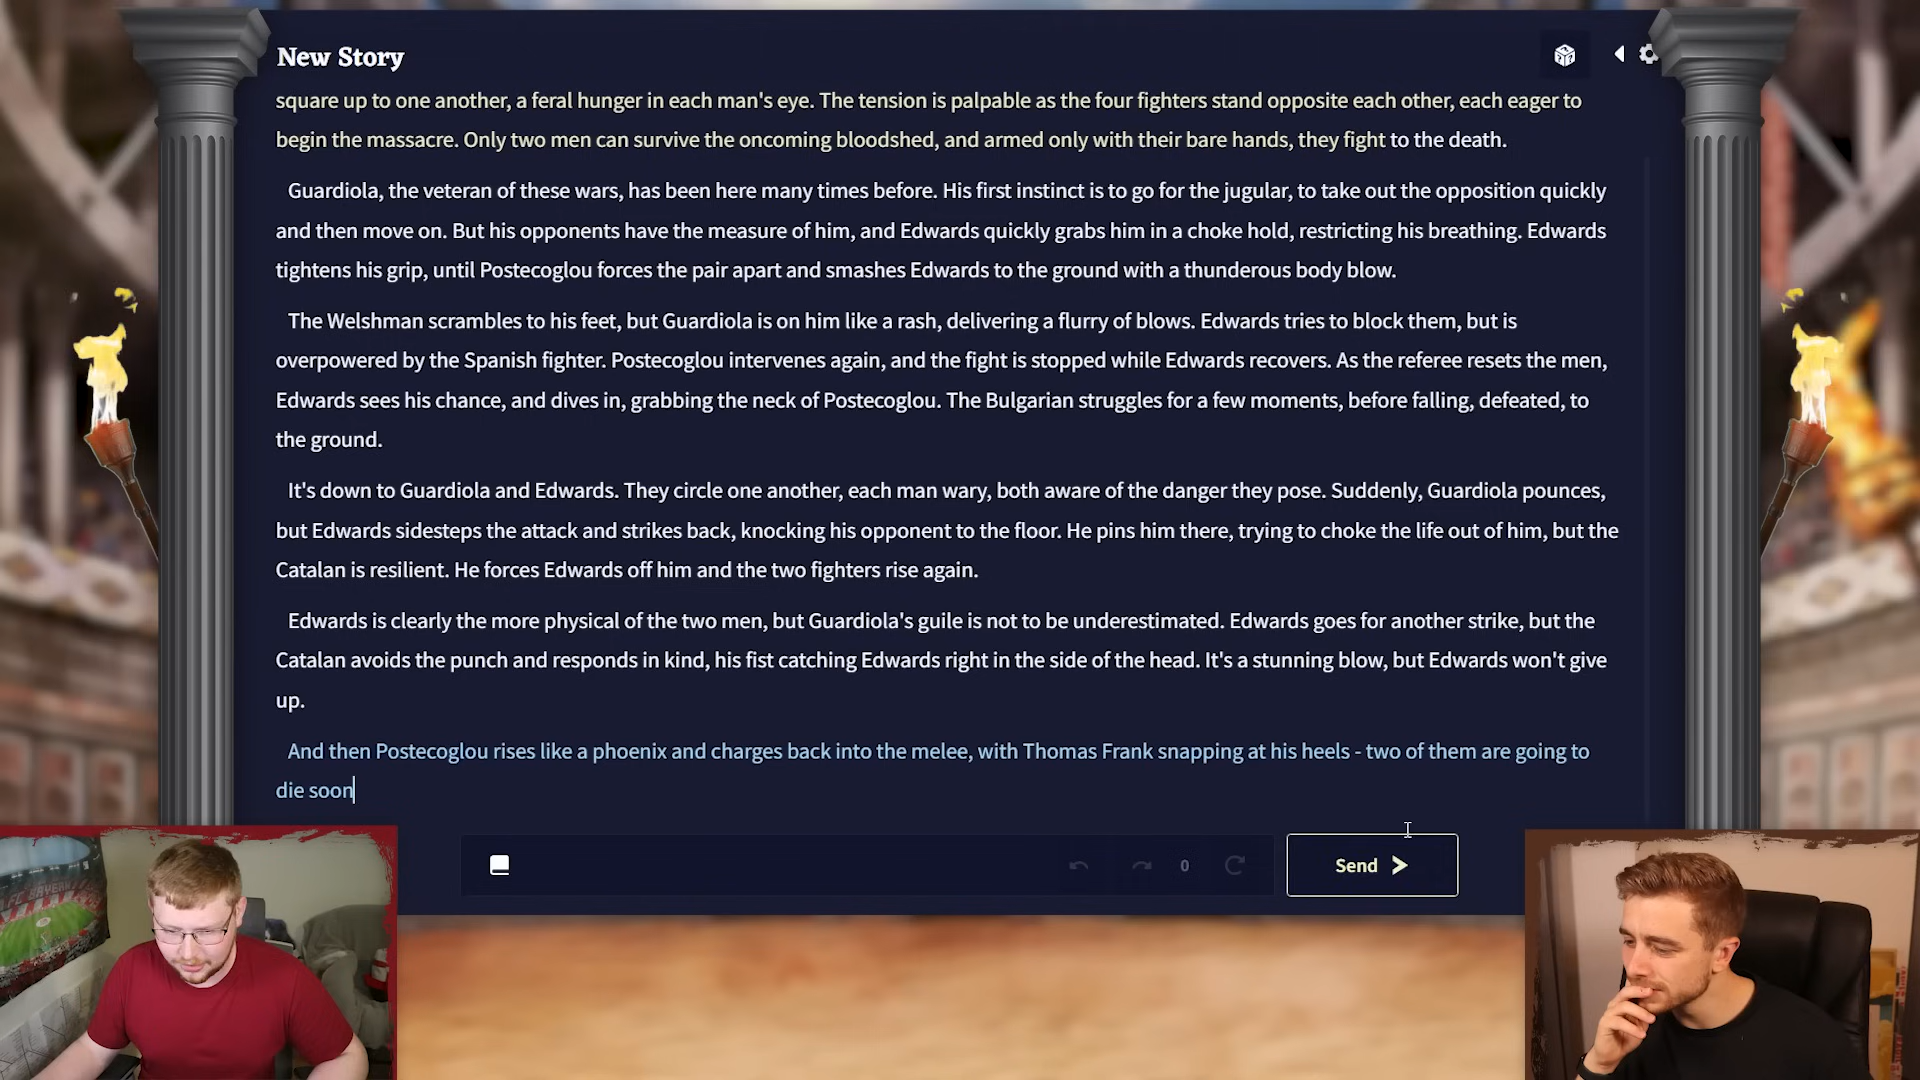 New Story
square up to one another, a feral hunger in each man's eye. The tension is palpable as the four fighters stand opposite each other, each eager to
begin the massacre. Only two men can survive the oncoming bloodshed, and armed only with their bare hands, they fight to the death.
Guardiola, the veteran of these wars, has been here many times before. His first instinct is to go for the jugular, to take out the opposition quickly
and then move on. But his opponents have the measure of him, and Edwards quickly grabs him in a choke hold, restricting his breathing. Edwards
tightens his grip, until Postecoglou forces the pair apart and smashes Edwards to the ground with a thunderous body blow.
The Welshman scrambles to his feet, but Guardiola is on him like a rash, delivering a flurry of blows. Edwards tries to block them, but is
overpowered by the Spanish fighter. Postecoglou intervenes again, and the fight is stopped while Edwards recovers. As the referee resets the men,
Edwards sees his chance, and dives in, grabbing the neck of Postecoglou. The Bulgarian struggles for a few moments, before falling, defeated, to
the ground.
It's down to Guardiola and Edwards. They circle one another, each man wary, both aware of the danger they pose. Suddenly, Guardiola pounces,
but Edwards sidesteps the attack and strikes back, knocking his opponent to the floor. He pins him there, trying to choke the life out of him, but the
Catalan is resilient. He forces Edwards off him and the two fighters rise again.
Edwards is clearly the more physical of the two men, but Guardiola's guile is not to be underestimated. Edwards goes for another strike, but the
Catalan avoids the punch and responds in kind, his fist catching Edwards right in the side of the head. It's a stunning blow, but Edwards won't give
up.
And then Postecoglou rises like a phoenix and charges back into the melee, with Thomas Frank snapping at his heels - two of them are going to
die soon
0
Send